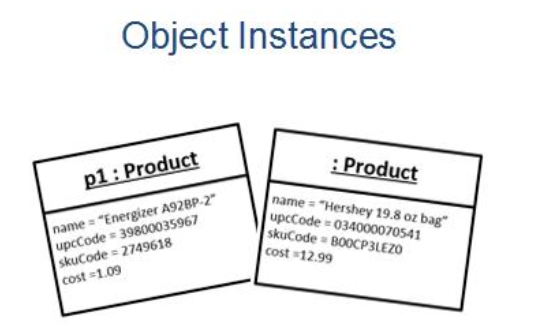 Object Instances
p1 : Product
name = "Energizer A92BP-2"
upcCode = 39800035967
skuCode = 2749618
cost =1.09
: Product
name = "Hershey 19.8 oz bag"
upcCode = 034000070541
skuCode = B00CP3LEZ0
cost =12.99